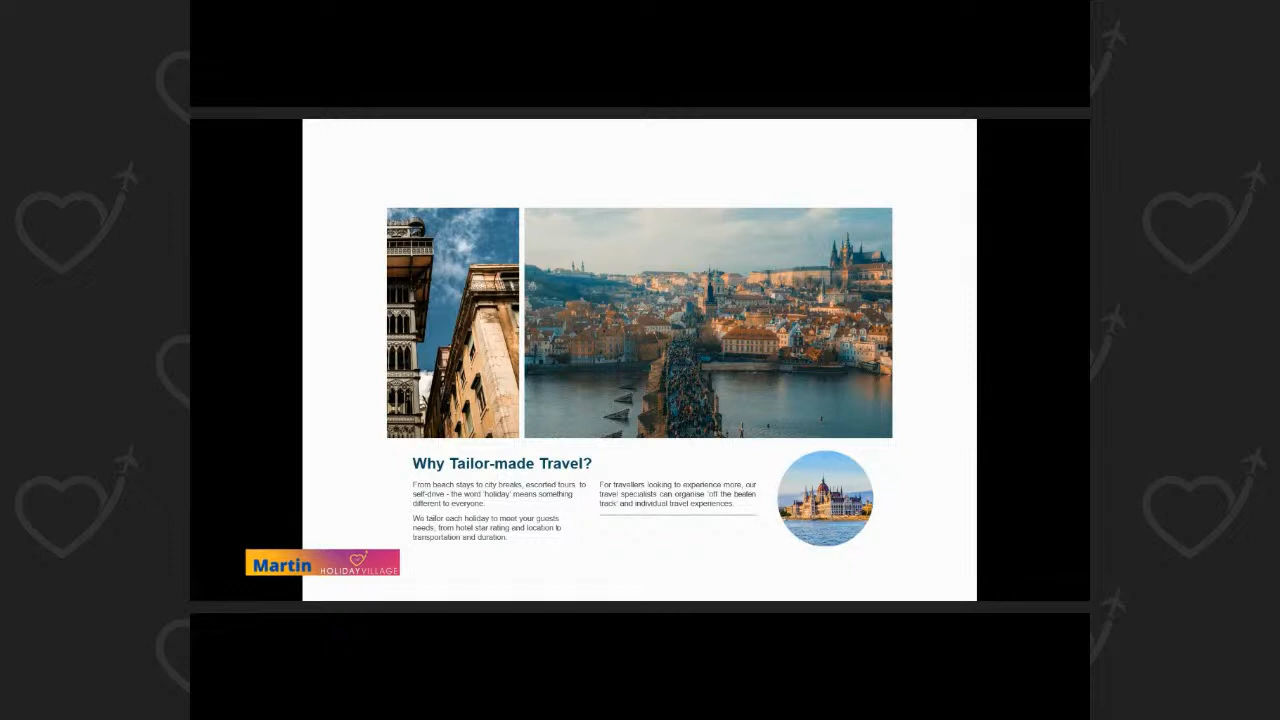 Why Tailor-made Travel?
From beach stays to city breaks, escorted tours to
self-drive - the word 'holiday' means something
different to everyone.
We tailor each holiday to meet your guests
needs, from hotel star rating and location to
transportation and duration.
For travellers looking to experience more, our
travel specialists can organise 'off the beaten
track' and individual travel experiences.
Martin
HOLIDAYVILLAGE